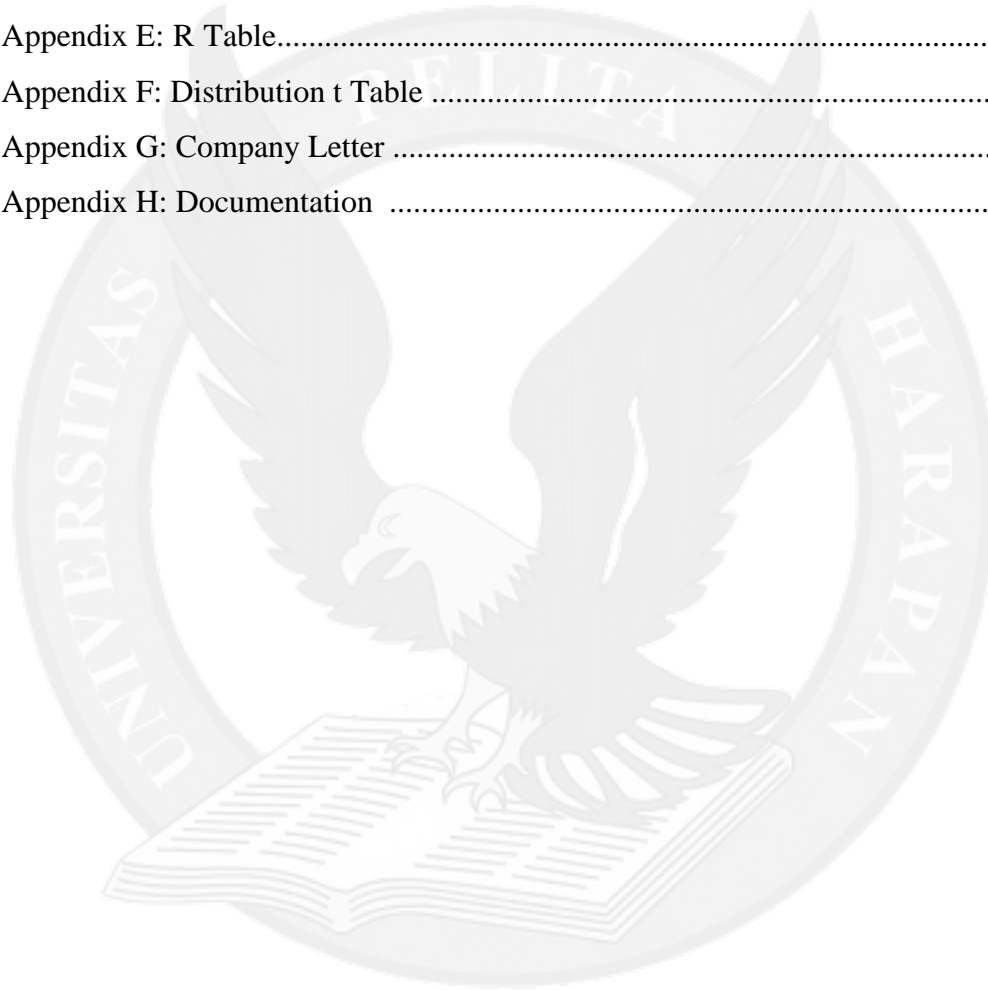 Appendix E: R Table...........................................................................................
Appendix F: Distribution t Table .......................................................................
Appendix G: Company Letter ............................................................................
Appendix H: Documentation ............................................................................
UNIVERSITAS PELITA HARAPAN